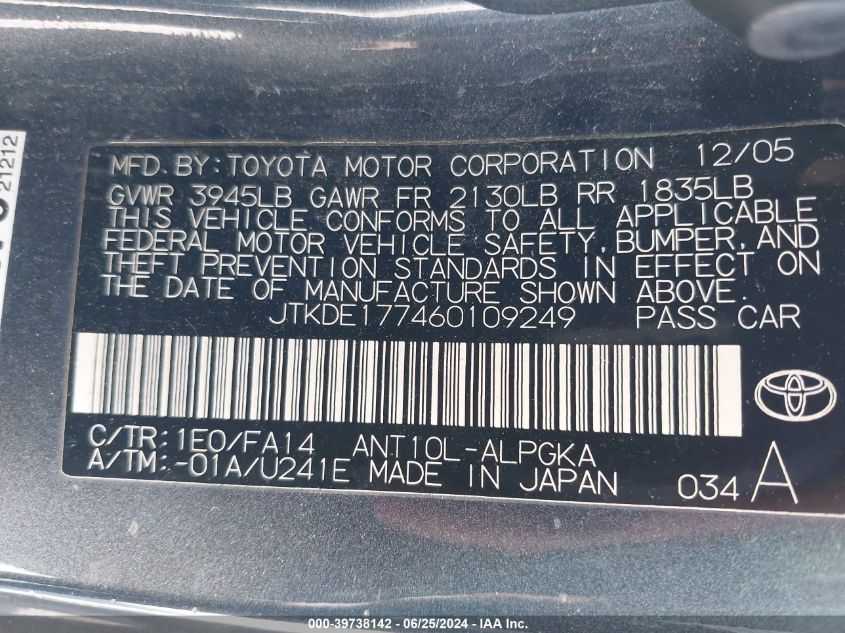 21212
MFD.BY:TOYOTA MOTOR CORPORATION 12/05
GVWR 3945LB GAWR FR 2130LB RR 1835LB
THIS VEHICLE CONFORMS TO ALL APPLICABLE
FEDERAL MOTOR VEHICLE SAFETY,BUMPER,AND
THEFT PREVENTION STANDARDS IN EFFECT ON
THE DATE OF MANUFACTURE SHOWN ABOVE.
JTKDE177460109249 PASS CAR
C/TR:1E0/FA14 ANT10L-ALPGKA
A/TM:-01A/U241E MADE IN JAPAN 034 A
000-39738142 - 06/25/2024 - IAA Inc.